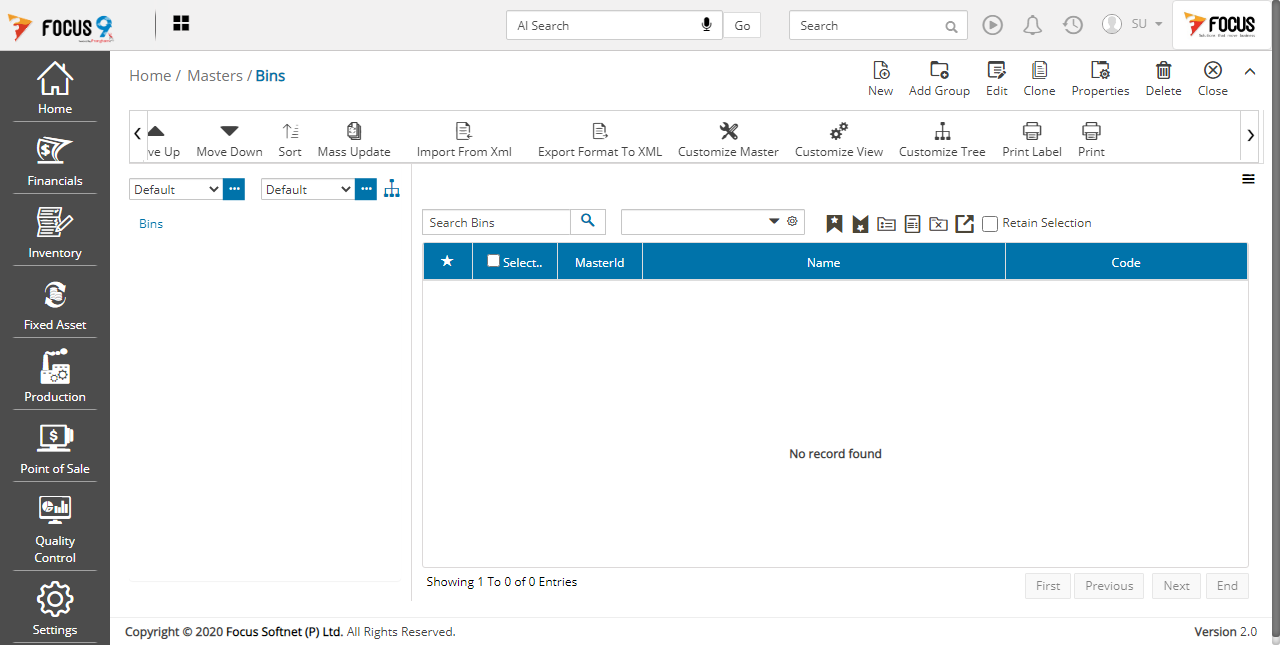 FOCUS 9
AI Search
Go
Search
SU
FOCUS
Home / Masters / Bins
New
Add Group
Edit
Clone
Properties
Delete
Close
ve Up
Move Down
Sort
Mass Update
Import From Xml
Export Format To XML
Customize Master
Customize View
Customize Tree
Print Label
Print
Home
Financials
Inventory
Fixed Asset
Production
Point of Sale
Quality
Control
Settings
Default
Default
Bins
Search Bins
Retain Selection
Select..
MasterId
Name
Code
No record found
Showing 1 To 0 of 0 Entries
First
Previous
Next
End
Copyright © 2020 Focus Softnet (P) Ltd. All Rights Reserved.
Version 2.0